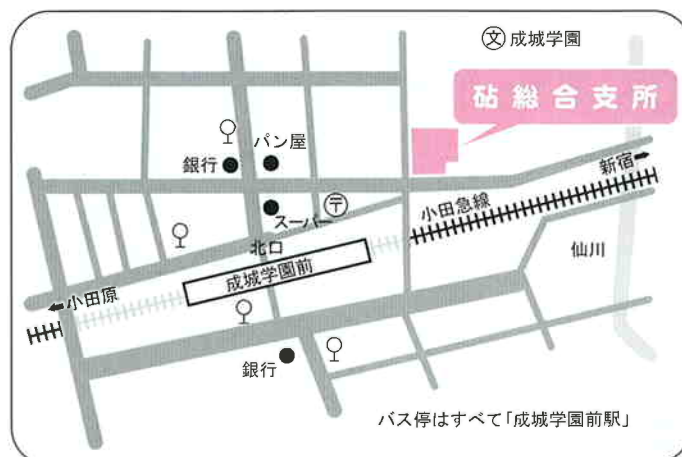 文 成城学園
砧総合支所
パン屋
銀行
新宿
〒
小田急線
スーパー
北口
成城学園前
仙川
小田原
銀行
バス停はすべて「成城学園前駅」